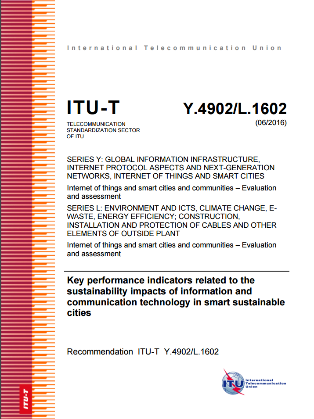 International Telecommunication Union
ITU-T
Y.4902/L.1602
TELECOMMUNICATION
STANDARDIZATION SECTOR
OF ITU
(06/2016)
SERIES Y: GLOBAL INFORMATION INFRASTRUCTURE,
INTERNET PROTOCOL ASPECTS AND NEXT-GENERATION
NETWORKS, INTERNET OF THINGS AND SMART CITIES
Internet of things and smart cities and communities – Evaluation
and assessment
SERIES L: ENVIRONMENT AND ICTS, CLIMATE CHANGE, E-
WASTE, ENERGY EFFICIENCY; CONSTRUCTION,
INSTALLATION AND PROTECTION OF CABLES AND OTHER
ELEMENTS OF OUTSIDE PLANT
Internet of things and smart cities and communities – Evaluation
and assessment
Key performance indicators related to the
sustainability impacts of information and
communication technology in smart sustainable
cities
Recommendation ITU-T Y.4902/L.1602
ITU-T
ITU
International
Telecommunication
Union